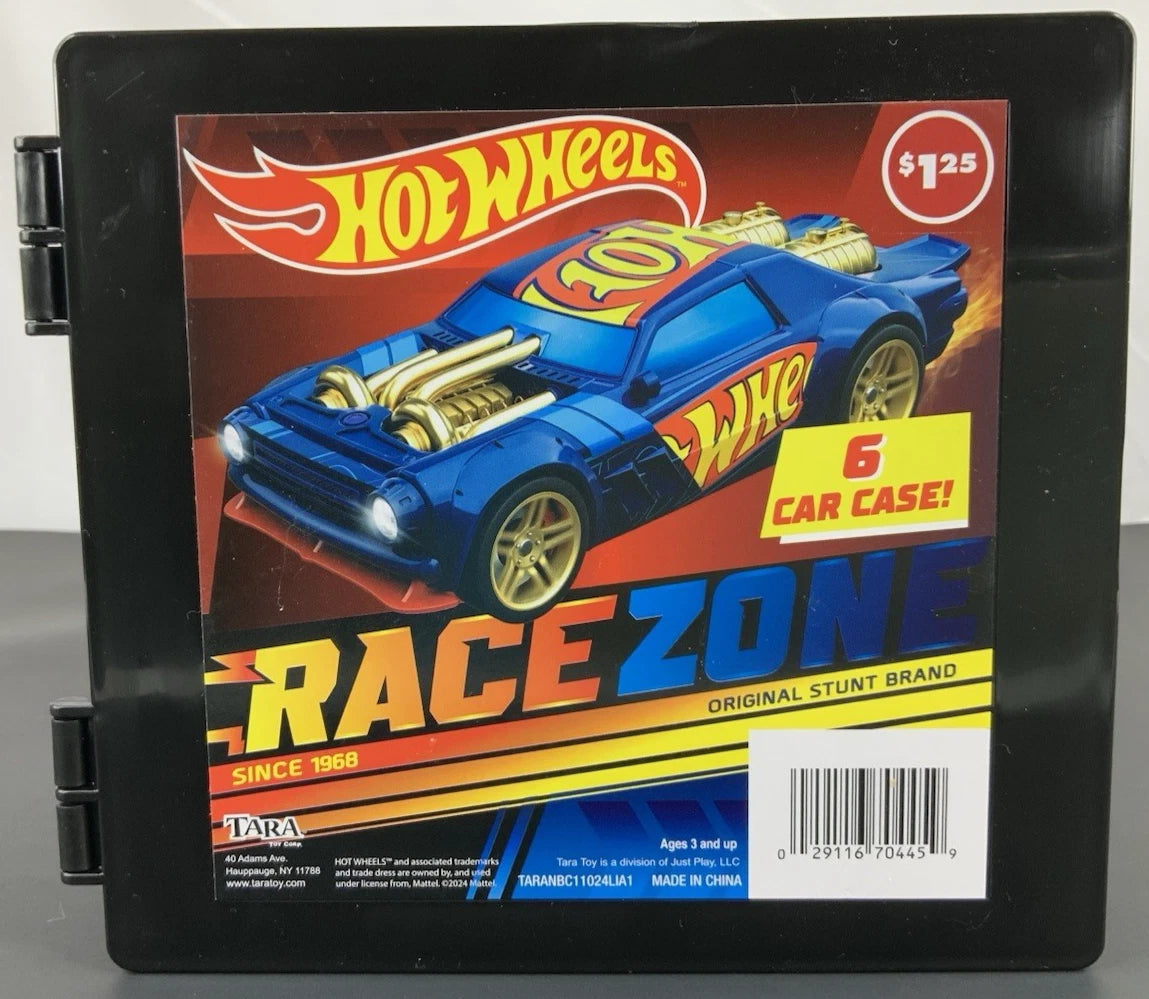 HOT WHEELS™
$1.25
HOT
WHE
6
CAR CASE!
RACE ZONE
ORIGINAL STUNT BRAND
SINCE 1968
TARA
TOY CORP.
40 Adams Ave.
Hauppauge, NY 11788
www.taratoy.com
HOT WHEELS™ and associated trademarks
and trade dress are owned by, and used
under license from, Mattel. ©2024 Mattel.
Ages 3 and up
Tara Toy is a division of Just Play, LLC
TARANBC11024LIA1 MADE IN CHINA
0 29116 70445 9